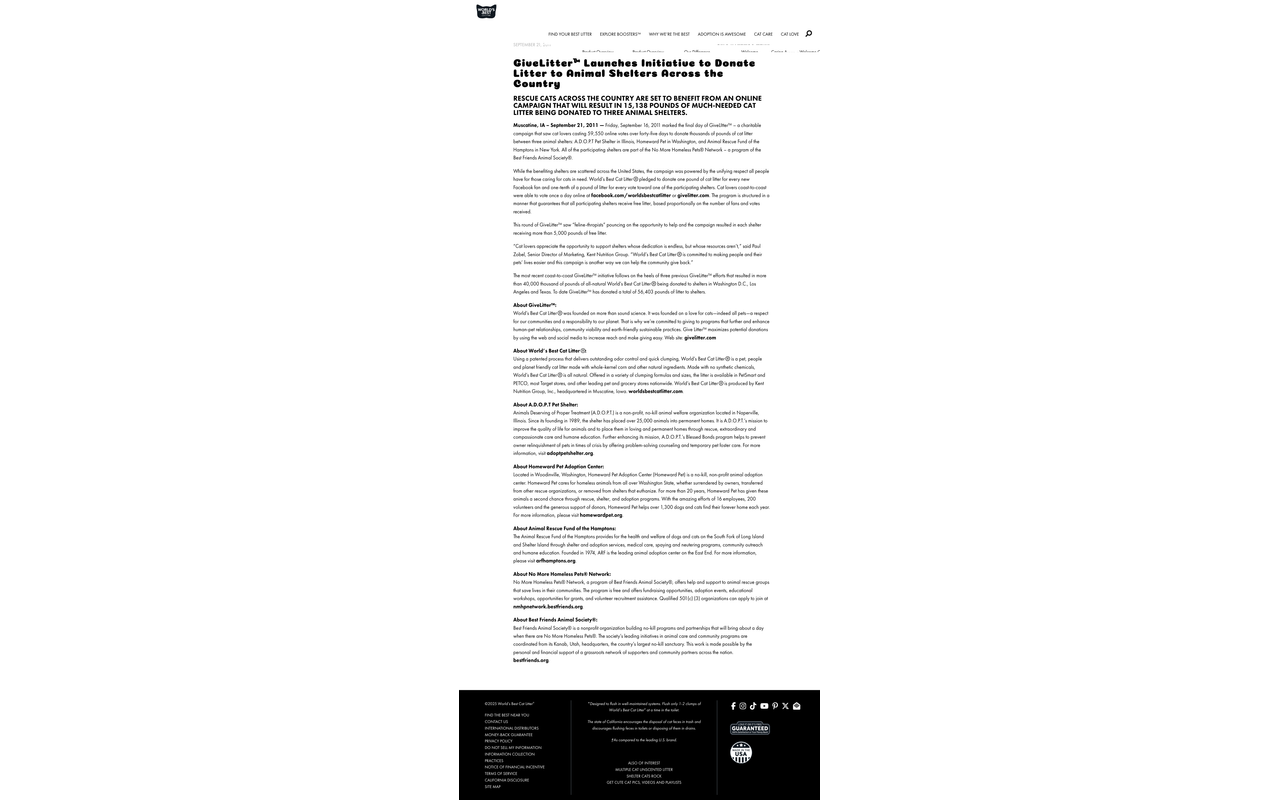 WORLD'S BEST
FIND YOUR BEST LITTER EXPLORE BOOSTERS™ WHY WE'RE THE BEST ADOPTION IS AWESOME CAT CARE CAT LOVE
SEPTEMBER 21,
GiveLitter™ Launches Initiative to Donate
Litter to Animal Shelters Across the
Country
RESCUE CATS ACROSS THE COUNTRY ARE SET TO BENEFIT FROM AN ONLINE
CAMPAIGN THAT WILL RESULT IN 15,138 POUNDS OF MUCH-NEEDED CAT
LITTER BEING DONATED TO THREE ANIMAL SHELTERS.
Muscatine, IA – September 21, 2011 — Friday, September 16, 2011 marked the final day of GiveLitter™ – a charitable
campaign that saw cat lovers casting 59,550 online votes over forty-five days to donate thousands of pounds of cat litter
between three animal shelters: A.D.O.P.T Pet Shelter in Illinois, Homeward Pet in Washington, and Animal Rescue Fund of the
Hamptons in New York. All of the participating shelters are part of the No More Homeless Pets® Network – a program of the
Best Friends Animal Society®.
While the benefiting shelters are scattered across the United States, the campaign was powered by the unifying respect all people
have for those caring for cats in need. World's Best Cat Litter® pledged to donate one pound of cat litter for every new
Facebook fan and one-tenth of a pound of litter for every vote toward one of the participating shelters. Cat lovers coast-to-coast
were able to vote once a day online at facebook.com/worldsbestcatlitter or givelitter.com. The program is structured in a
manner that guarantees that all participating shelters receive free litter, based proportionally on the number of fans and votes
received.
This round of GiveLitter™ saw "feline-thropists" pouncing on the opportunity to help and the campaign resulted in each shelter
receiving more than 5,000 pounds of free litter.
"Cat lovers appreciate the opportunity to support shelters whose dedication is endless, but whose resources aren't," said Paul
Zobel, Senior Director of Marketing, Kent Nutrition Group. "World's Best Cat Litter® is committed to making people and their
pets' lives easier and this campaign is another way we can help the community give back."
The most recent coast-to-coast GiveLitter™ initiative follows on the heels of three previous GiveLitter™ efforts that resulted in more
than 40,000 thousand of pounds of all-natural World's Best Cat Litter® being donated to shelters in Washington D.C., Los
Angeles and Texas. To date GiveLitter™ has donated a total of 56,403 pounds of litter to shelters.
About GiveLitter™:
World's Best Cat Litter® was founded on more than sound science. It was founded on a love for cats—indeed all pets—a respect
for our communities and a responsibility to our planet. That is why we're committed to giving to programs that further and enhance
human-pet relationships, community viability and earth-friendly sustainable practices. Give Litter™ maximizes potential donations
by using the web and social media to increase reach and make giving easy. Web site: givelitter.com
About World's Best Cat Litter®:
Using a patented process that delivers outstanding odor control and quick clumping, World's Best Cat Litter® is a pet, people
and planet friendly cat litter made with whole-kernel corn and other natural ingredients. Made with no synthetic chemicals,
World's Best Cat Litter® is all natural. Offered in a variety of clumping formulas and sizes, the litter is available in PetSmart and
PETCO, most Target stores, and other leading pet and grocery stores nationwide. World's Best Cat Litter® is produced by Kent
Nutrition Group, Inc., headquartered in Muscatine, Iowa. worldsbestcatlitter.com.
About A.D.O.P.T Pet Shelter:
Animals Deserving of Proper Treatment (A.D.O.P.T.) is a non-profit, no-kill animal welfare organization located in Naperville,
Illinois. Since its founding in 1989, the shelter has placed over 25,000 animals into permanent homes. It is A.D.O.P.T.'s mission to
improve the quality of life for animals and to place them in loving and permanent homes through rescue, extraordinary and
compassionate care and humane education. Further enhancing its mission, A.D.O.P.T.'s Blessed Bonds program helps to prevent
owner relinquishment of pets in times of crisis by offering problem-solving counseling and temporary pet foster care. For more
information, visit adoptpetshelter.org.
About Homeward Pet Adoption Center:
Located in Woodinville, Washington, Homeward Pet Adoption Center (Homeward Pet) is a no-kill, non-profit animal adoption
center. Homeward Pet cares for homeless animals from all over Washington State, whether surrendered by owners, transferred
from other rescue organizations, or removed from shelters that euthanize. For more than 20 years, Homeward Pet has given these
animals a second chance through rescue, shelter, and adoption programs. With the amazing efforts of 16 employees, 200
volunteers and the generous support of donors, Homeward Pet helps over 1,300 dogs and cats find their forever home each year.
For more information, please visit homewardpet.org.
About Animal Rescue Fund of the Hamptons:
The Animal Rescue Fund of the Hamptons provides for the health and welfare of dogs and cats on the South Fork of Long Island
and Shelter Island through shelter and adoption services, medical care, spaying and neutering programs, community outreach
and humane education. Founded in 1974, ARF is the leading animal adoption center on the East End. For more information,
please visit arfhamptons.org.
About No More Homeless Pets® Network:
No More Homeless Pets® Network, a program of Best Friends Animal Society®, offers help and support to animal rescue groups
that save lives in their communities. The program is free and offers fundraising opportunities, adoption events, educational
workshops, opportunities for grants, and volunteer recruitment assistance. Qualified 501(c) (3) organizations can apply to join at
nmhpnetwork.bestfriends.org.
About Best Friends Animal Society®:
Best Friends Animal Society® is a nonprofit organization building no-kill programs and partnerships that will bring about a day
when there are No More Homeless Pets®. The society's leading initiatives in animal care and community programs are
coordinated from its Kanab, Utah, headquarters, the country's largest no-kill sanctuary. This work is made possible by the
personal and financial support of a grassroots network of supporters and community partners across the nation.
bestfriends.org
©2025 World's Best Cat Litter®
FIND THE BEST NEAR YOU
CONTACT US
INTERNATIONAL DISTRIBUTORS
MONEY BACK GUARANTEE
PRIVACY POLICY
DO NOT SELL MY INFORMATION
INFORMATION COLLECTION
PRACTICES
NOTICE OF FINANCIAL INCENTIVE
TERMS OF SERVICE
CALIFORNIA DISCLOSURE
SITE MAP
*Designed to flush in well-maintained systems. Flush only 1-2 clumps of
World's Best Cat Litter® at a time in the toilet.
The state of California encourages the disposal of cat feces in trash and
discourages flushing feces in toilets or disposing of them in drains.
†As compared to the leading U.S. brand
ALSO OF INTEREST
MULTIPLE CAT UNSCENTED LITTER
SHELTER CATS ROCK
GET CUTE CAT PICS, VIDEOS AND PLAYLISTS
GUARANTEED
USA